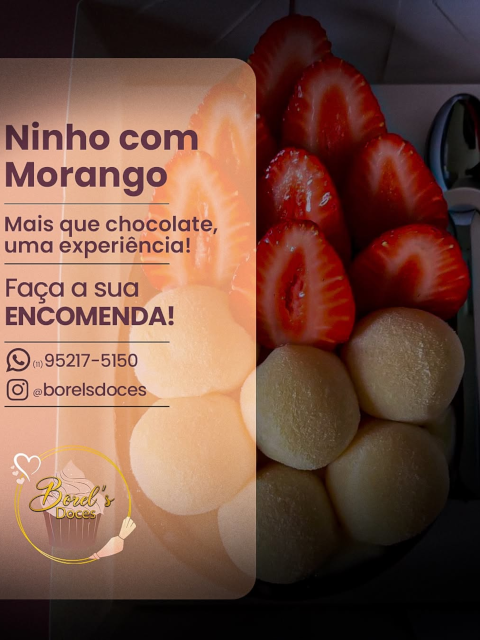 Ninho com
Morango
Mais que chocolate,
uma experiência!
Faça a sua
ENCOMENDA!
(11)95217-5150
@borelsdoces
Borel's
Doces